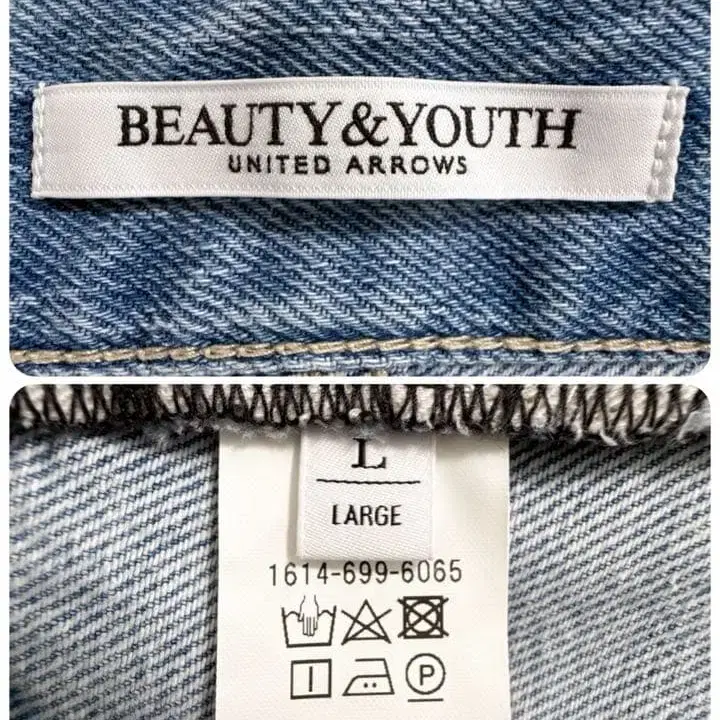 BEAUTY&YOUTH
UNITED ARROWS
L
LARGE
1614-699-6065
P